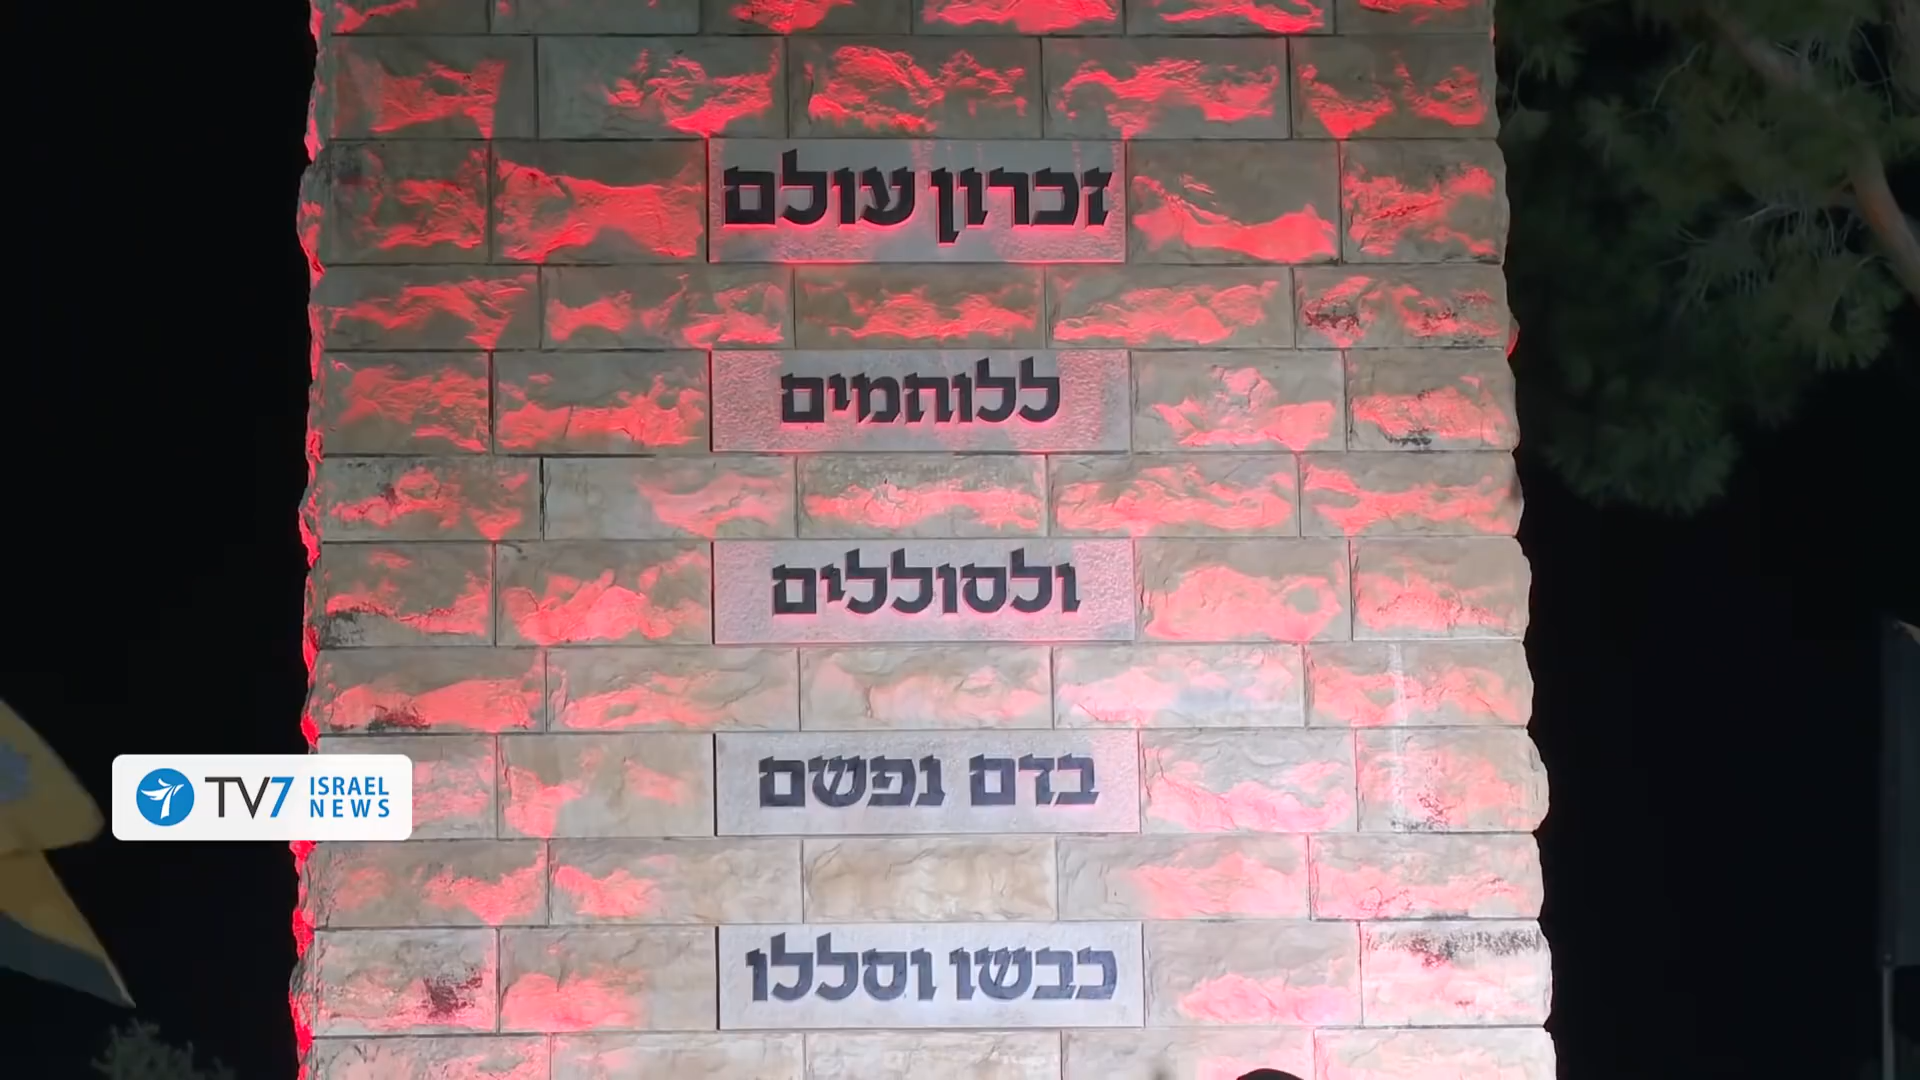 זכרון עולם
ללוחמים
ולסוללים
בדם נפשם
כבשו וסללו
TV7 ISRAEL NEWS